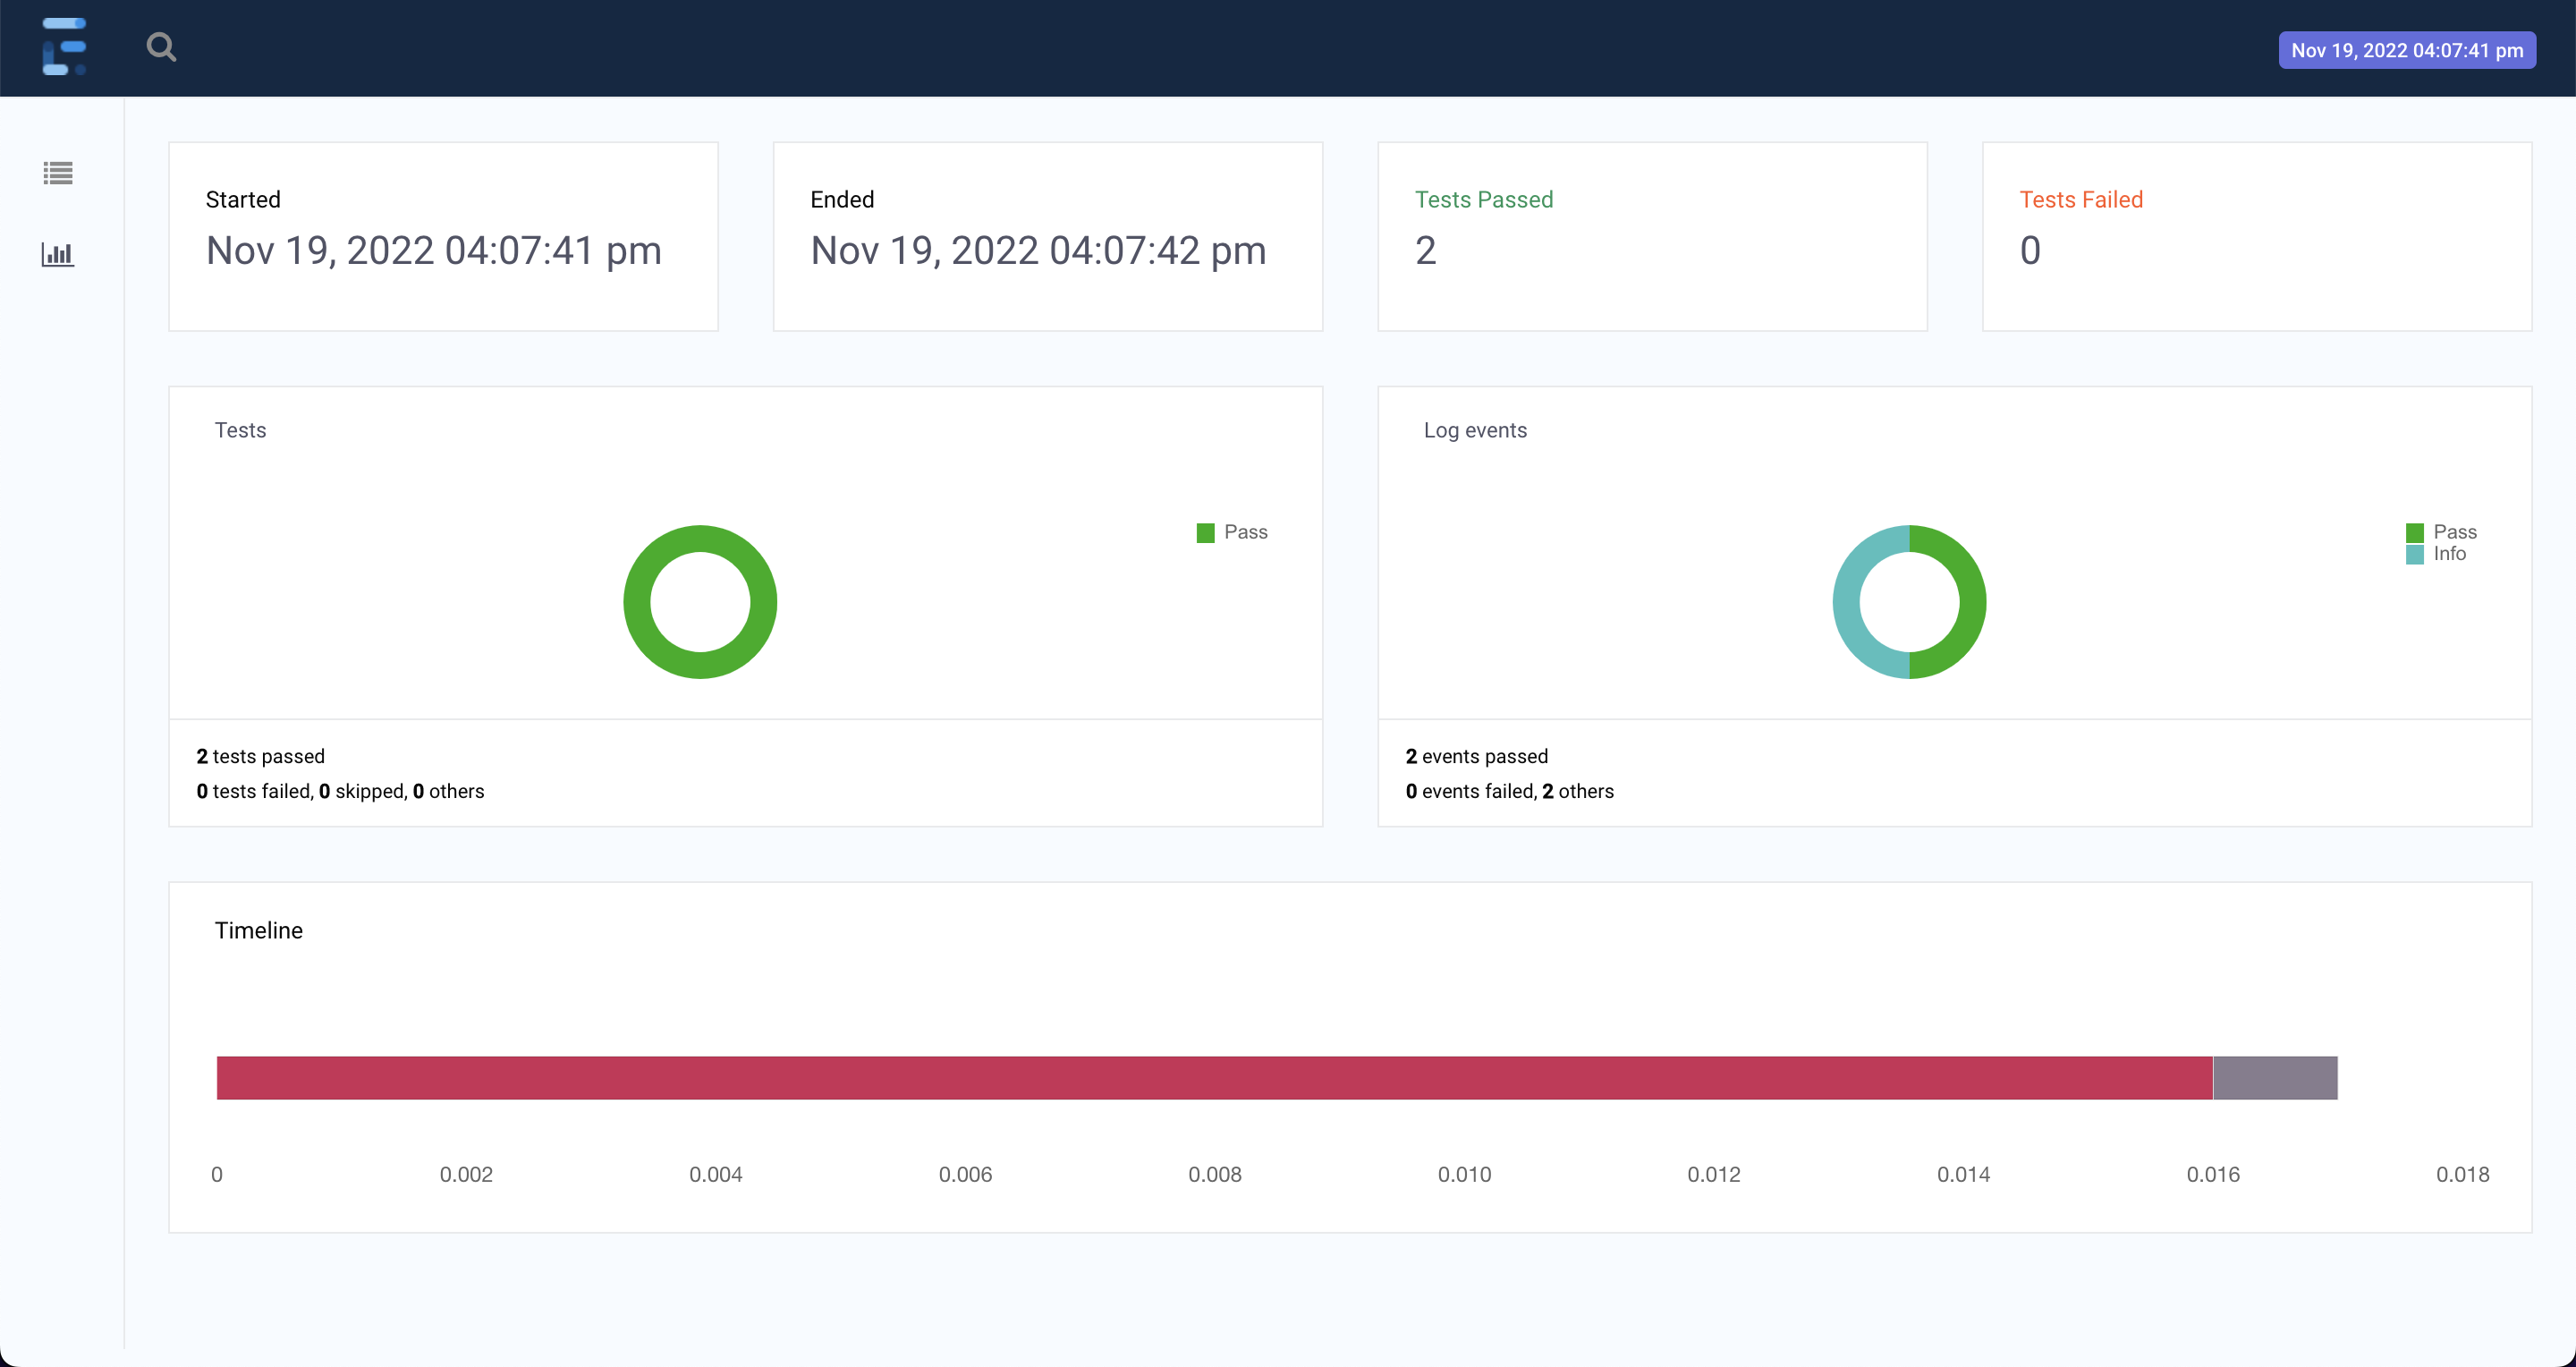 Nov 19, 2022 04:07:41 pm
Started
Nov 19, 2022 04:07:41 pm
Ended
Nov 19, 2022 04:07:42 pm
Tests Passed
2
Tests Failed
0
Tests
Pass
2 tests passed
0 tests failed, 0 skipped, 0 others
Log events
Pass
Info
2 events passed
0 events failed, 2 others
Timeline
0 0.002 0.004 0.006 0.008 0.010 0.012 0.014 0.016 0.018